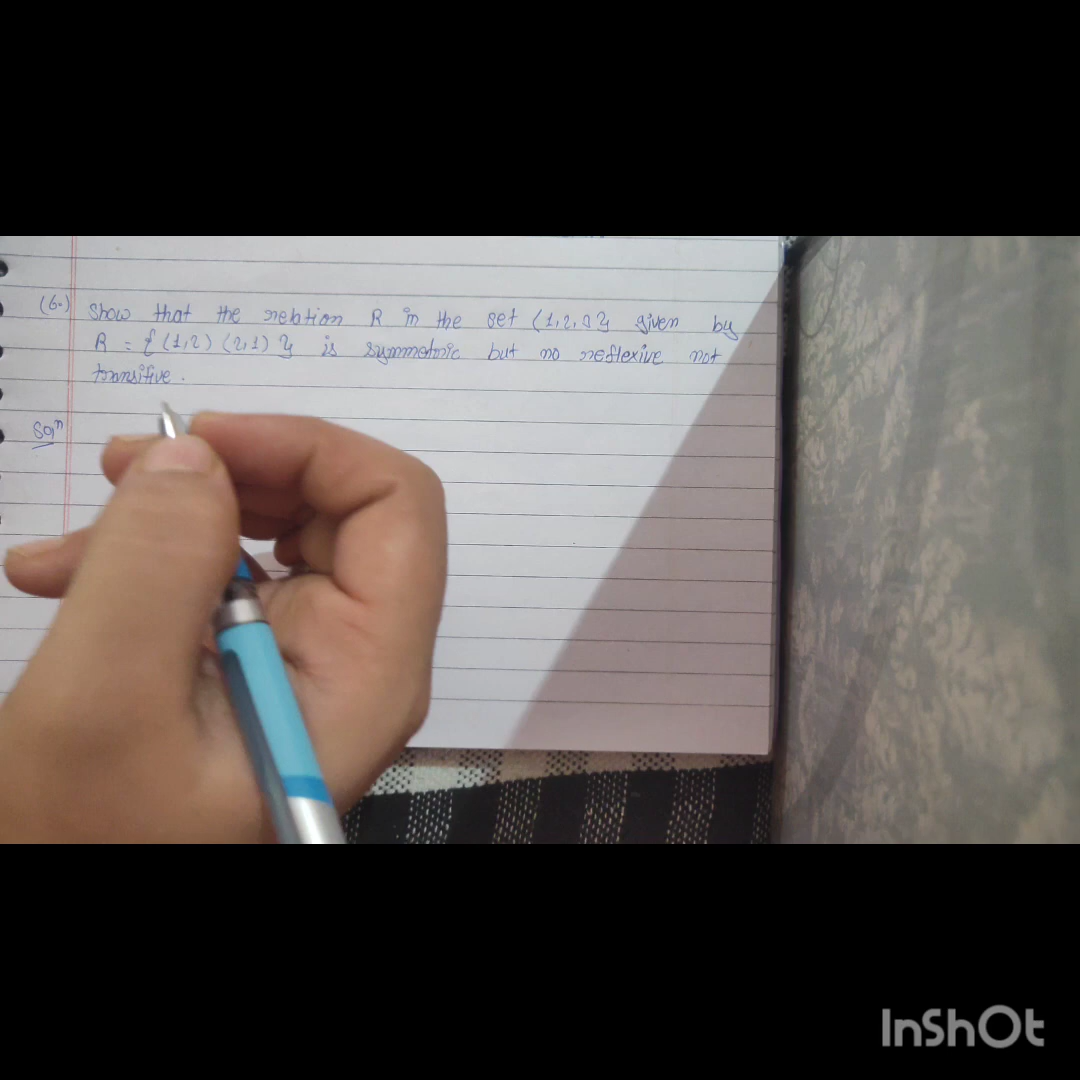 (6.) Show that the relation R in the set {1, 2, 3} given by
R = { (1,2) (2,1) } is symmetric but no reflexive not
transitive.
Solⁿ
InShOt